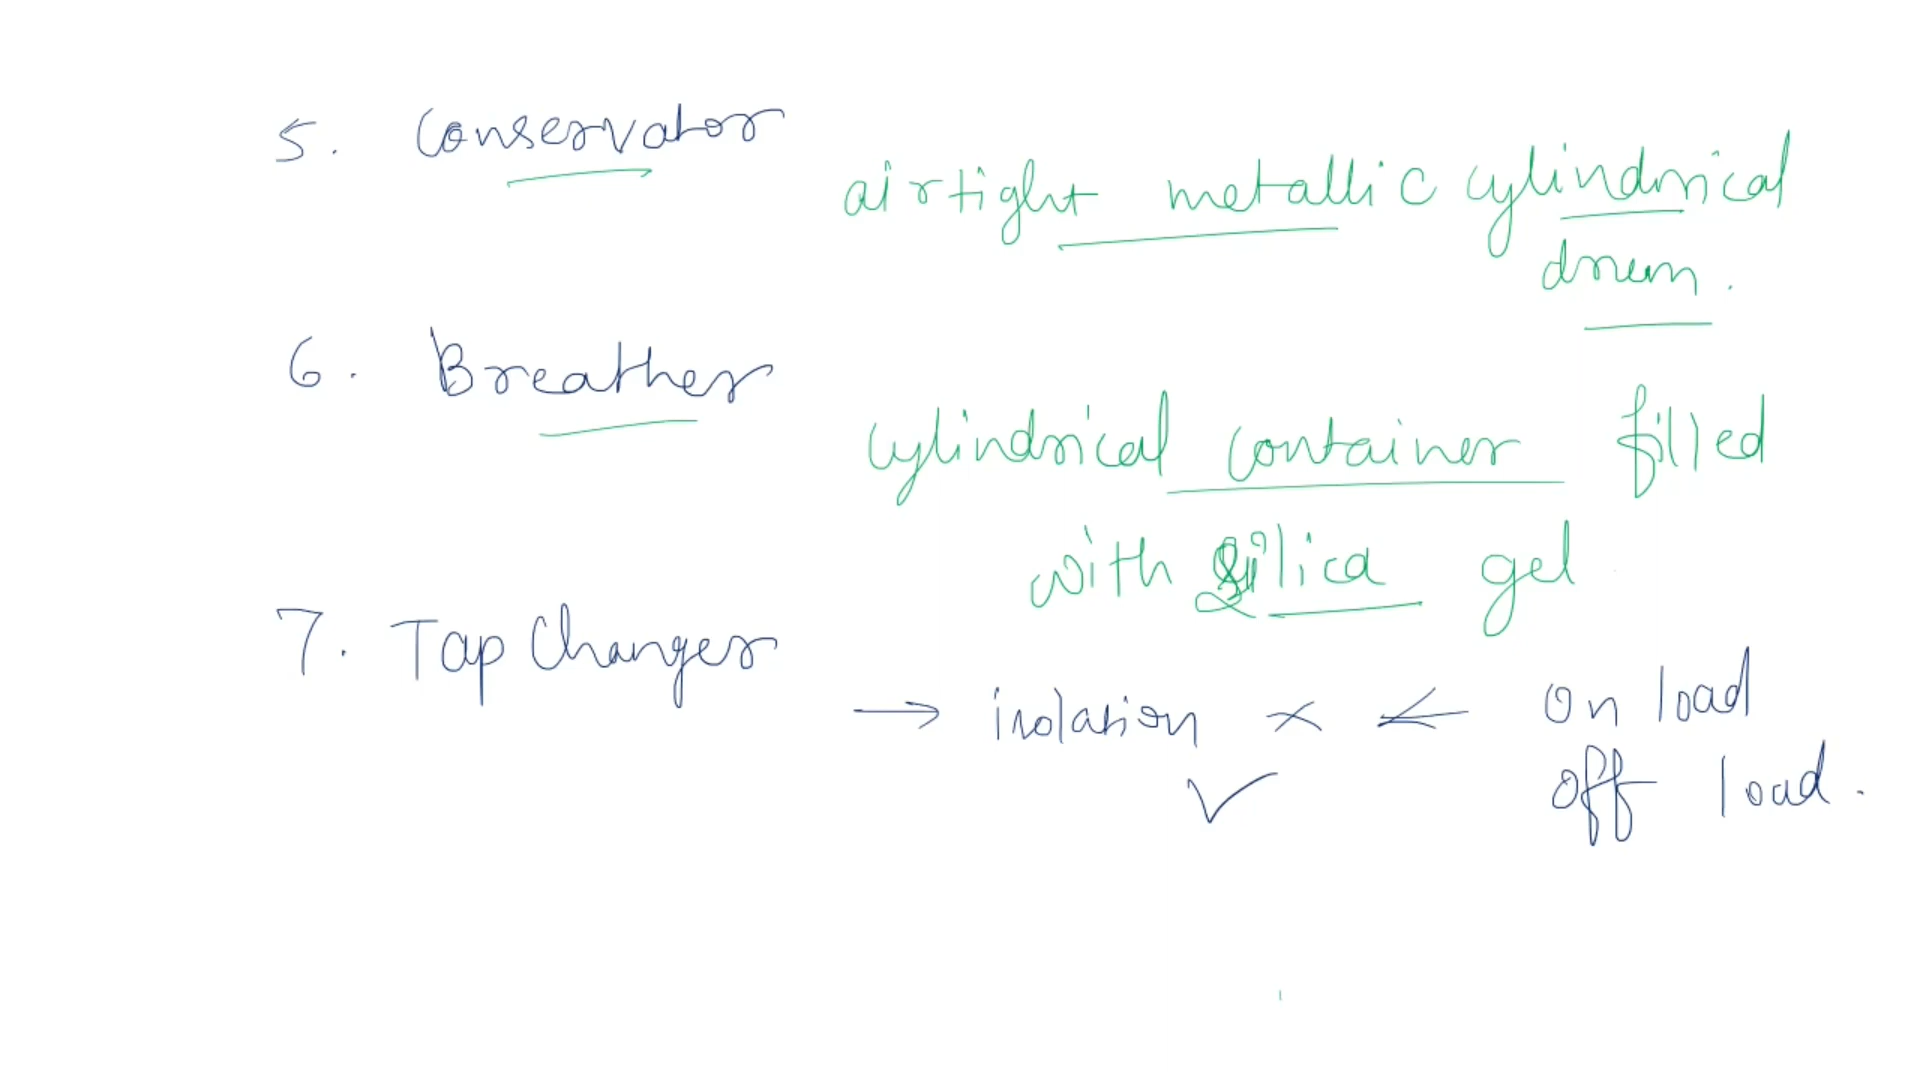 5. Conservator
airtight metallic cylindrical
drum.
6. Breather
cylindrical container filled
with silica gel
7. Tap Changer
→ isolation × ← on load
✓ off load.